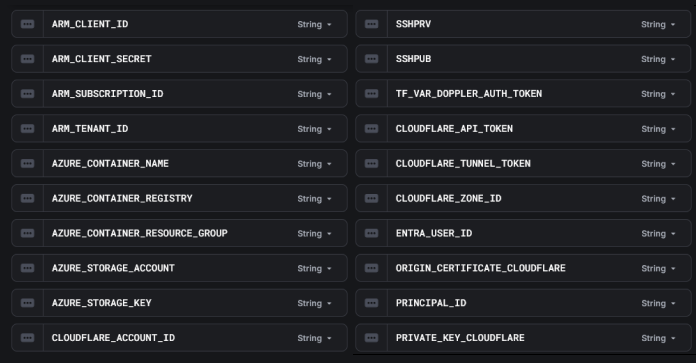 ARM_CLIENT_ID String
ARM_CLIENT_SECRET String
ARM_SUBSCRIPTION_ID String
ARM_TENANT_ID String
AZURE_CONTAINER_NAME String
AZURE_CONTAINER_REGISTRY String
AZURE_CONTAINER_RESOURCE_GROUP String
AZURE_STORAGE_ACCOUNT String
AZURE_STORAGE_KEY String
CLOUDFLARE_ACCOUNT_ID String
SSHPRV String
SSHPUB String
TF_VAR_DOPPLER_AUTH_TOKEN String
CLOUDFLARE_API_TOKEN String
CLOUDFLARE_TUNNEL_TOKEN String
CLOUDFLARE_ZONE_ID String
ENTRA_USER_ID String
ORIGIN_CERTIFICATE_CLOUDFLARE String
PRINCIPAL_ID String
PRIVATE_KEY_CLOUDFLARE String